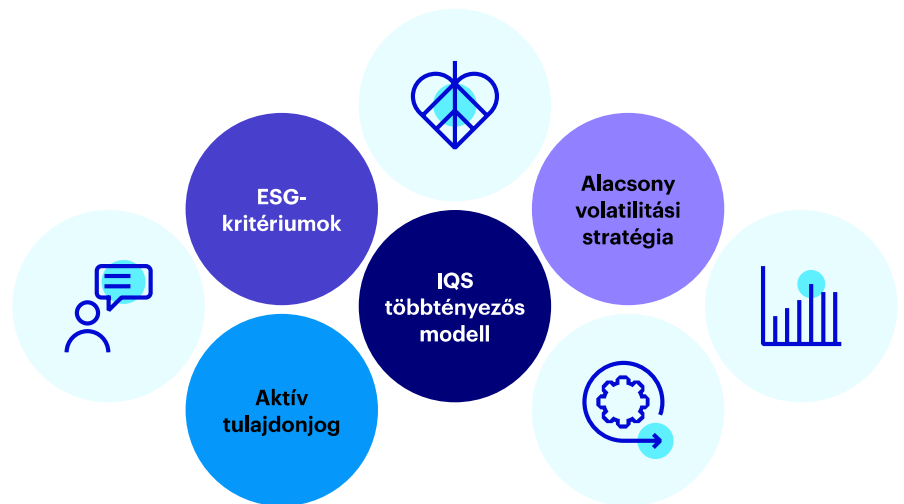 ESG-
kritériumok
Alacsony
volatilitási
stratégia
IQS
többtényezős
modell
Aktív
tulajdonjog